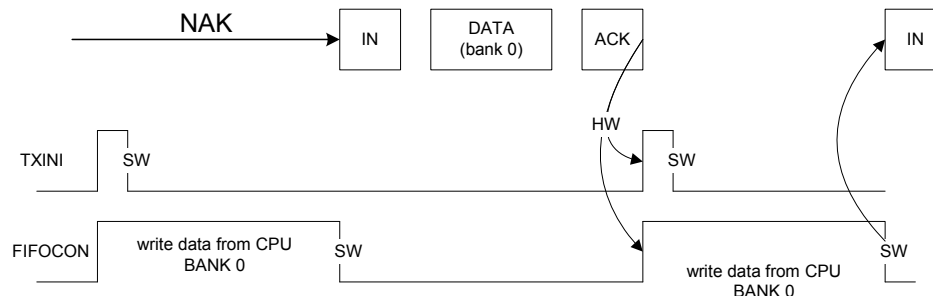 NAK
IN
DATA
(bank 0)
ACK
IN
HW
TXINI
SW
SW
FIFOCON
write data from CPU
BANK 0
SW
write data from CPU
BANK 0
SW